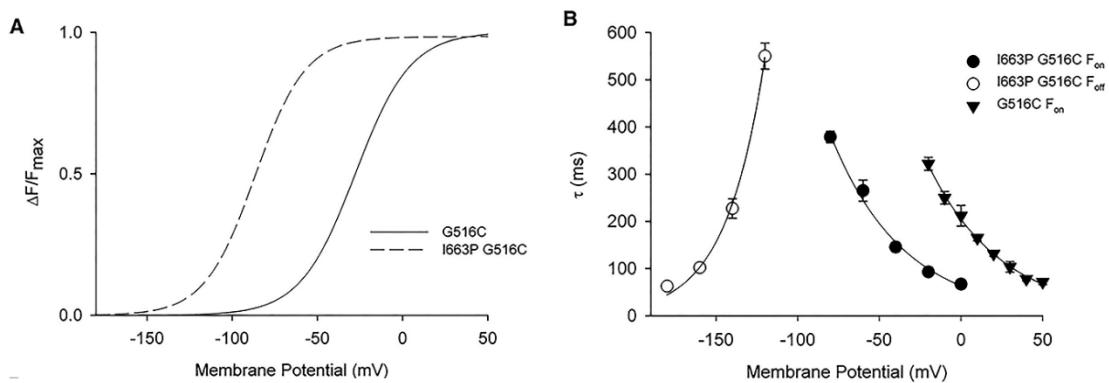 A
1.0
0.5
0.0
ΔF/Fmax
-150
-100
-50
0
50
Membrane Potential (mV)
G516C
I663P G516C
B
600
500
400
300
200
100
0
τ (ms)
-150
-100
-50
0
50
Membrane Potential (mV)
I663P G516C Fon
I663P G516C Foff
G516C Fon